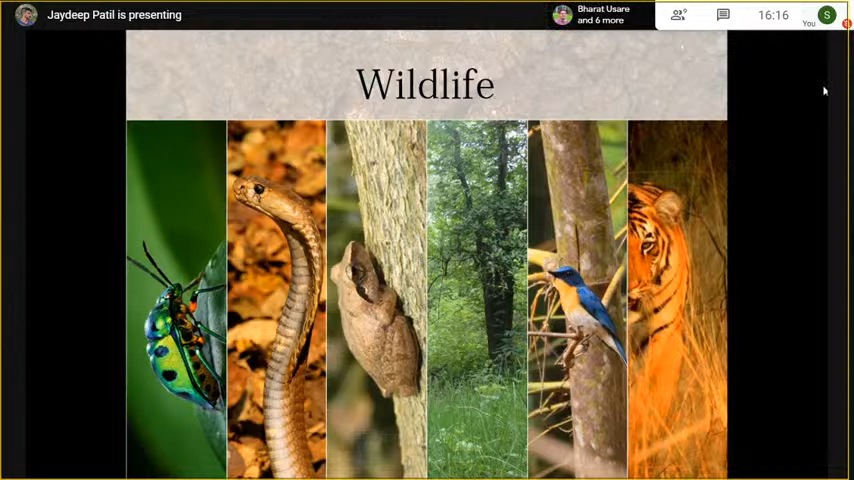 Jaydeep Patil is presenting
Bharat Usare
and 6 more
16:16
You
S
Wildlife